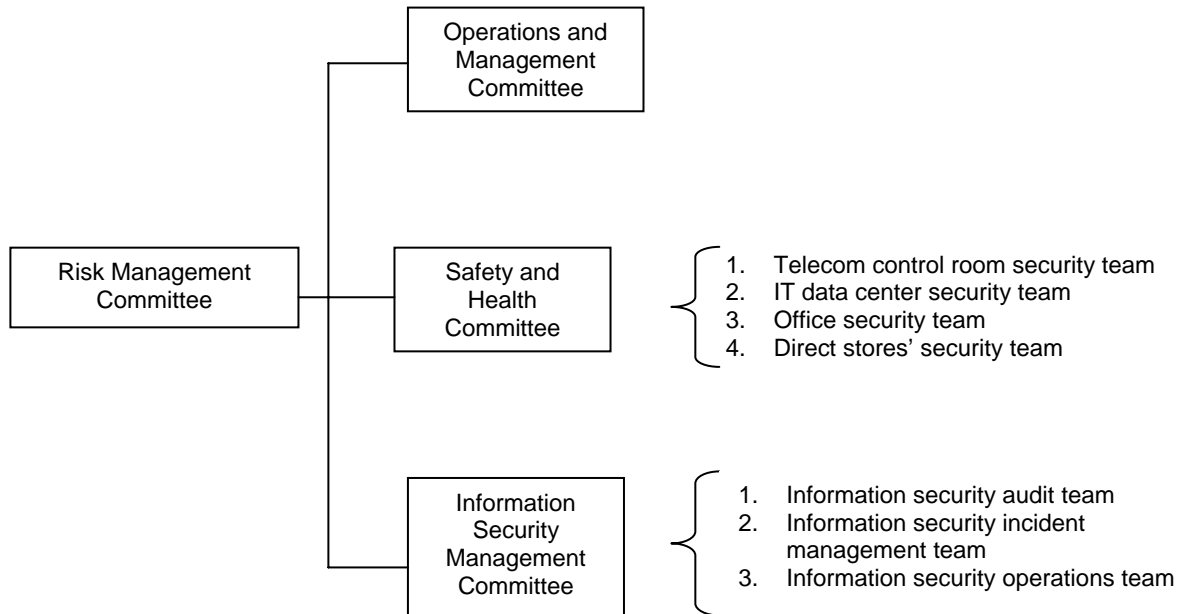 Operations and
Management
Committee
Risk Management
Committee
Safety and
Health
Committee
1. Telecom control room security team
2. IT data center security team
3. Office security team
4. Direct stores’ security team
Information
Security
Management
Committee
1. Information security audit team
2. Information security incident
management team
3. Information security operations team